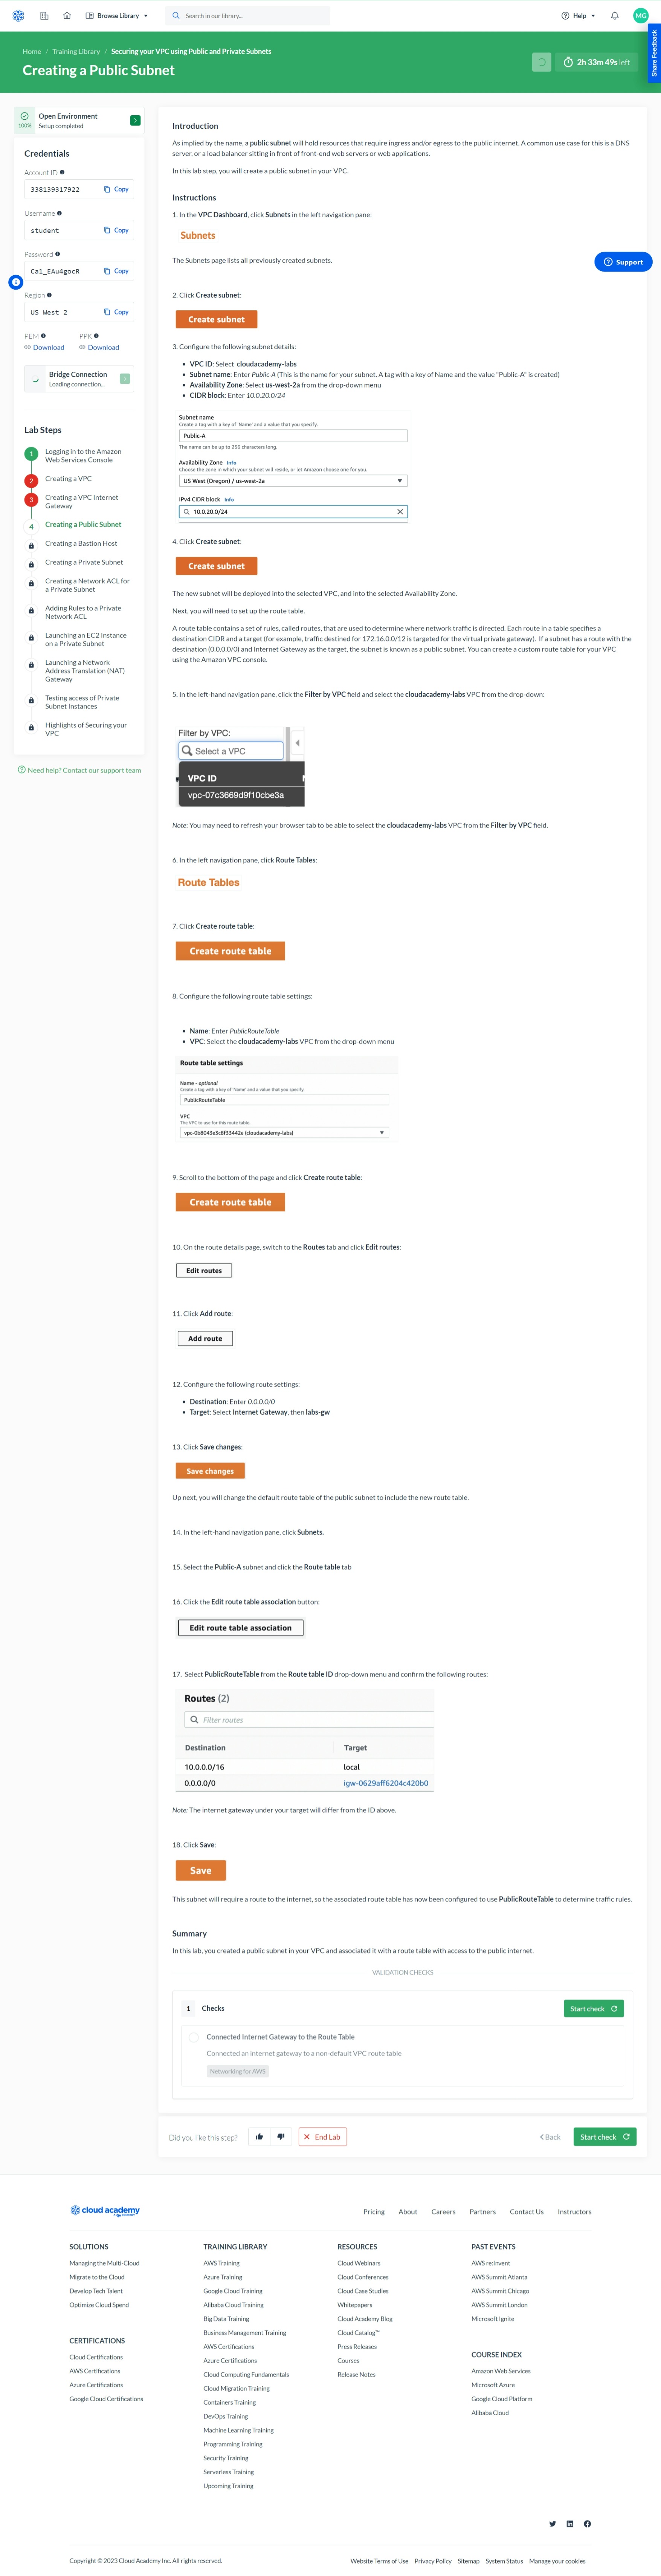 Browse Library
Search in our library...
Help
MG
Share Feedback
Home / Training Library / Securing your VPC using Public and Private Subnets
Creating a Public Subnet
2h 33m 49s left
100%
Open Environment
Setup completed
Credentials
Account ID
338139317922 Copy
Username
student Copy
Password
Ca1_EAu4gocR Copy
Region
US West 2 Copy
PEM PPK
Download Download
Bridge Connection
Loading connection...
Lab Steps
1 Logging in to the Amazon
Web Services Console
2 Creating a VPC
3 Creating a VPC Internet
Gateway
4 Creating a Public Subnet
Creating a Bastion Host
Creating a Private Subnet
Creating a Network ACL for
a Private Subnet
Adding Rules to a Private
Network ACL
Launching an EC2 Instance
on a Private Subnet
Launching a Network
Address Translation (NAT)
Gateway
Testing access of Private
Subnet Instances
Highlights of Securing your
VPC
Need help? Contact our support team
Support
Introduction
As implied by the name, a public subnet will hold resources that require ingress and/or egress to the public internet. A common use case for this is a DNS
server, or a load balancer sitting in front of front-end web servers or web applications.
In this lab step, you will create a public subnet in your VPC.
Instructions
1. In the VPC Dashboard, click Subnets in the left navigation pane:
Subnets
The Subnets page lists all previously created subnets.
2. Click Create subnet:
Create subnet
3. Configure the following subnet details:
VPC ID: Select cloudacademy-labs
Subnet name: Enter Public-A (This is the name for your subnet. A tag with a key of Name and the value "Public-A" is created)
Availability Zone: Select us-west-2a from the drop-down menu
CIDR block: Enter 10.0.20.0/24
Subnet name
Create a tag with a key of 'Name' and a value that you specify.
Public-A
The name can be up to 256 characters long.
Availability Zone Info
Choose the zone in which your subnet will reside, or let Amazon choose one for you.
US West (Oregon) / us-west-2a
IPv4 CIDR block Info
10.0.20.0/24
4. Click Create subnet:
Create subnet
The new subnet will be deployed into the selected VPC, and into the selected Availability Zone.
Next, you will need to set up the route table.
A route table contains a set of rules, called routes, that are used to determine where network traffic is directed. Each route in a table specifies a
destination CIDR and a target (for example, traffic destined for 172.16.0.0/12 is targeted for the virtual private gateway). If a subnet has a route with the
destination (0.0.0.0/0) and Internet Gateway as the target, the subnet is known as a public subnet. You can create a custom route table for your VPC
using the Amazon VPC console.
5. In the left-hand navigation pane, click the Filter by VPC field and select the cloudacademy-labs VPC from the drop-down:
Filter by VPC:
Select a VPC
VPC ID
vpc-07c3669d9f10cbe3a
Note: You may need to refresh your browser tab to be able to select the cloudacademy-labs VPC from the Filter by VPC field.
6. In the left navigation pane, click Route Tables:
Route Tables
7. Click Create route table:
Create route table
8. Configure the following route table settings:
Name: Enter PublicRouteTable
VPC: Select the cloudacademy-labs VPC from the drop-down menu
Route table settings
Name - optional
Create a tag with a key of 'Name' and a value that you specify.
PublicRouteTable
VPC
The VPC to use for this route table.
vpc-0b8043e3c8f33442e (cloudacademy-labs)
9. Scroll to the bottom of the page and click Create route table:
Create route table
10. On the route details page, switch to the Routes tab and click Edit routes:
Edit routes
11. Click Add route:
Add route
12. Configure the following route settings:
Destination: Enter 0.0.0.0/0
Target: Select Internet Gateway, then labs-gw
13. Click Save changes:
Save changes
Up next, you will change the default route table of the public subnet to include the new route table.
14. In the left-hand navigation pane, click Subnets.
15. Select the Public-A subnet and click the Route table tab
16. Click the Edit route table association button:
Edit route table association
17. Select PublicRouteTable from the Route table ID drop-down menu and confirm the following routes:
Routes (2)
Filter routes
Destination Target
10.0.0.0/16 local
0.0.0.0/0 igw-0629aff6204c420b0
Note: The internet gateway under your target will differ from the ID above.
18. Click Save:
Save
This subnet will require a route to the internet, so the associated route table has now been configured to use PublicRouteTable to determine traffic rules.
Summary
In this lab, you created a public subnet in your VPC and associated it with a route table with access to the public internet.
VALIDATION CHECKS
1 Checks Start check
Connected Internet Gateway to the Route Table
Connected an internet gateway to a non-default VPC route table
Networking for AWS
Did you like this step? End Lab Back Start check
cloud academy
Pricing About Careers Partners Contact Us Instructors
SOLUTIONS
Managing the Multi-Cloud
Migrate to the Cloud
Develop Tech Talent
Optimize Cloud Spend
CERTIFICATIONS
Cloud Certifications
AWS Certifications
Azure Certifications
Google Cloud Certifications
TRAINING LIBRARY
AWS Training
Azure Training
Google Cloud Training
Alibaba Cloud Training
Big Data Training
Business Management Training
AWS Certifications
Azure Certifications
Cloud Computing Fundamentals
Cloud Migration Training
Containers Training
DevOps Training
Machine Learning Training
Programming Training
Security Training
Serverless Training
Upcoming Training
RESOURCES
Cloud Webinars
Cloud Conferences
Cloud Case Studies
Whitepapers
Cloud Academy Blog
Cloud Catalog™
Press Releases
Courses
Release Notes
PAST EVENTS
AWS re:Invent
AWS Summit Atlanta
AWS Summit Chicago
AWS Summit London
Microsoft Ignite
COURSE INDEX
Amazon Web Services
Microsoft Azure
Google Cloud Platform
Alibaba Cloud
Copyright © 2023 Cloud Academy Inc. All rights reserved.
Website Terms of Use Privacy Policy Sitemap System Status Manage your cookies